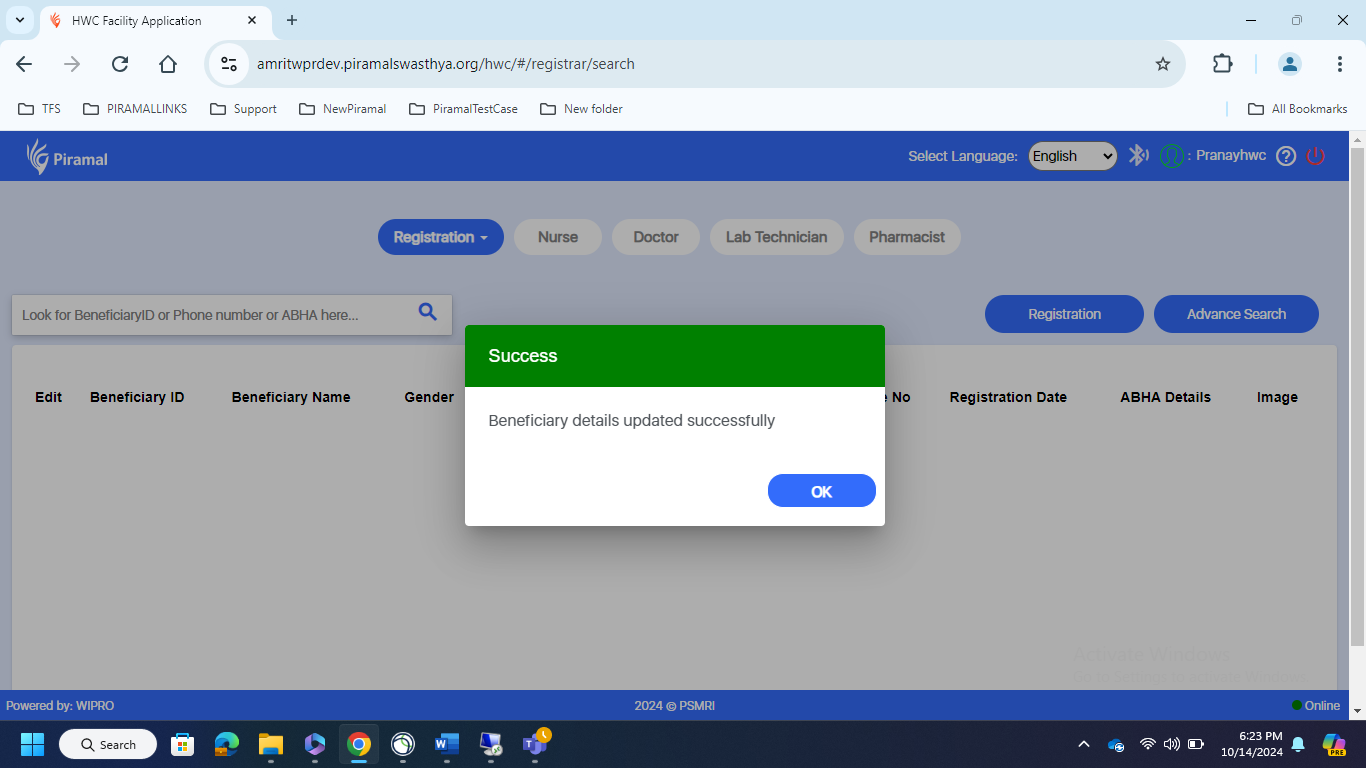 HWC Facility Application
amritwprdev.piramalswasthya.org/hwc/#/registrar/search
TFS PIRAMALLINKS Support NewPiramal PiramalTestCase New folder All Bookmarks
Piramal Select Language: English : Pranayhwc
Registration Nurse Doctor Lab Technician Pharmacist
Look for BeneficiaryID or Phone number or ABHA here... Registration Advance Search
Success
Edit Beneficiary ID Beneficiary Name Gender No Registration Date ABHA Details Image
Beneficiary details updated successfully
OK
Activate Windows
Powered by: WIPRO 2024 © PSMRI Online
Search 6:23 PM
10/14/2024
PRE